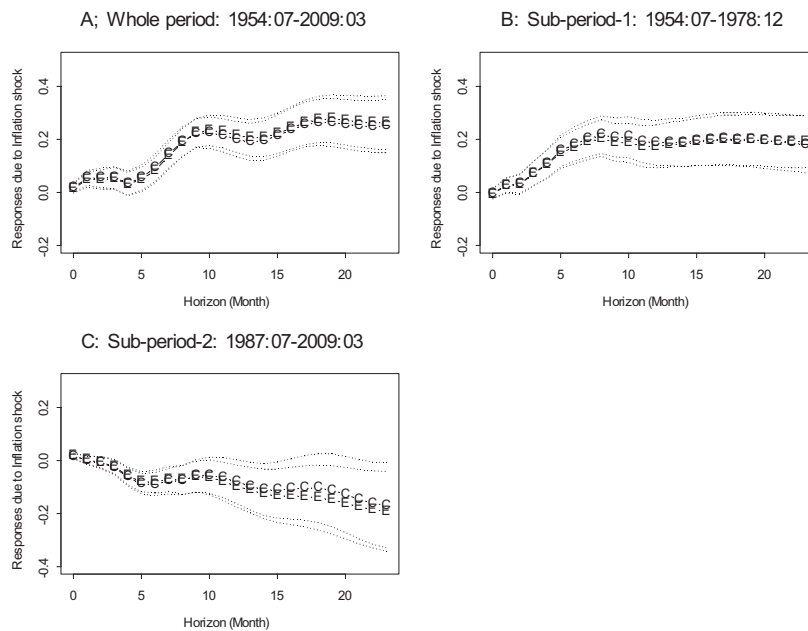 A; Whole period: 1954:07-2009:03
Responses due to Inflation shock
0.4
0.2
0.0
-0.2
0 5 10 15 20
Horizon (Month)
B: Sub-period-1: 1954:07-1978:12
Responses due to Inflation shock
0.4
0.2
0.0
-0.2
0 5 10 15 20
Horizon (Month)
C: Sub-period-2: 1987:07-2009:03
Responses due to Inflation shock
0.2
0.0
-0.2
-0.4
0 5 10 15 20
Horizon (Month)